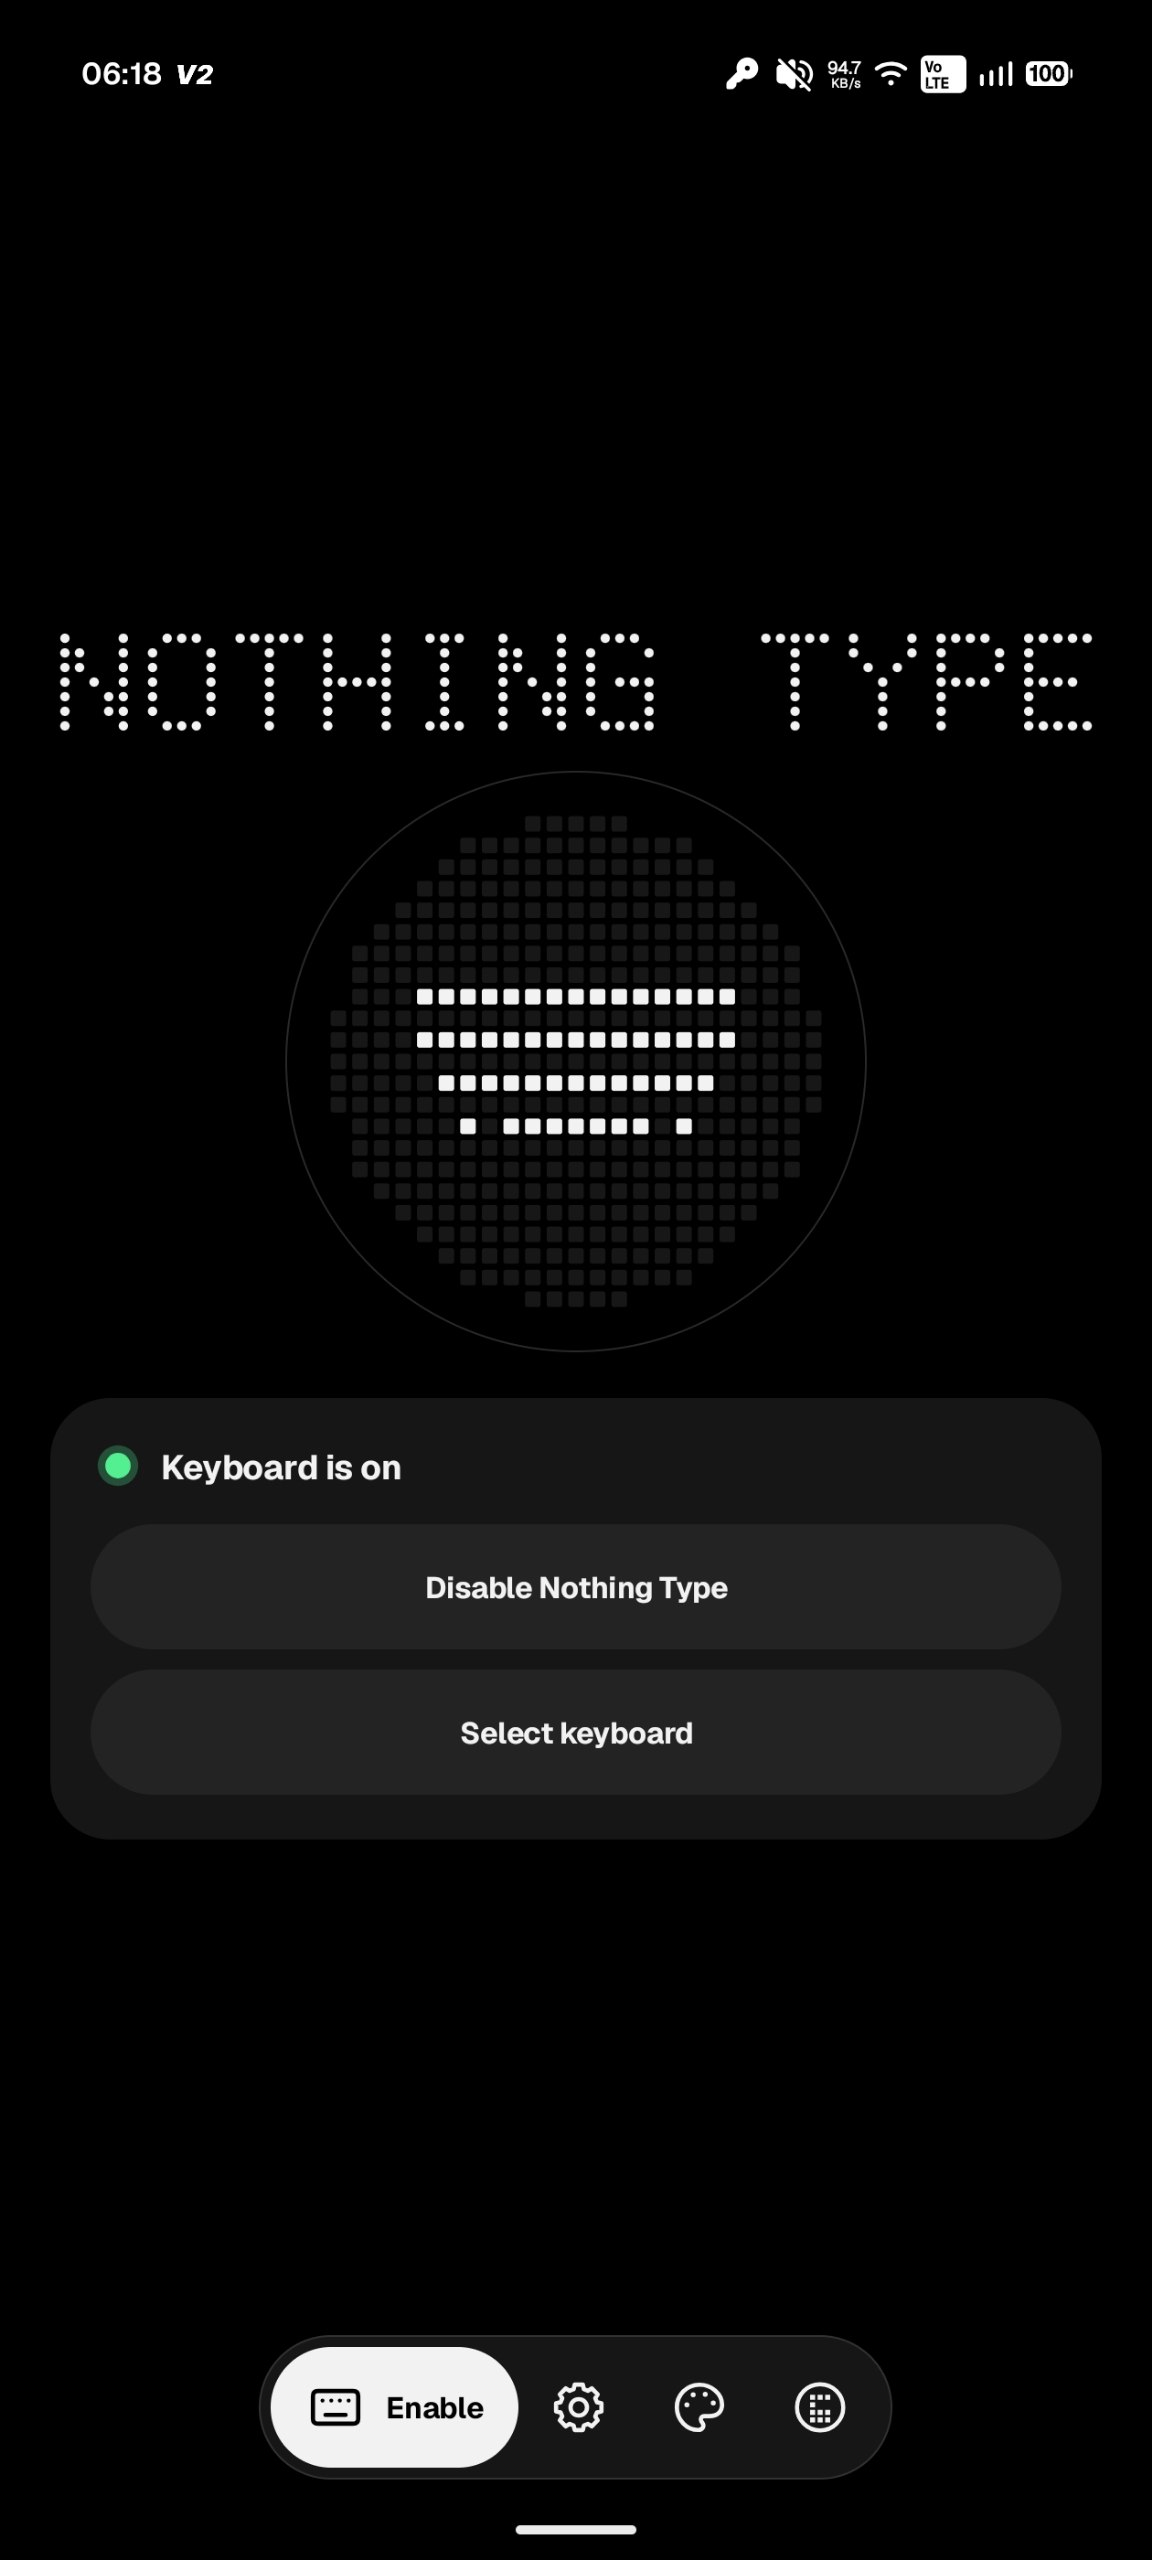 06:18 V2 94.7 KB/s Vo LTE 100
NOTHING TYPE
Keyboard is on
Disable Nothing Type
Select keyboard
Enable